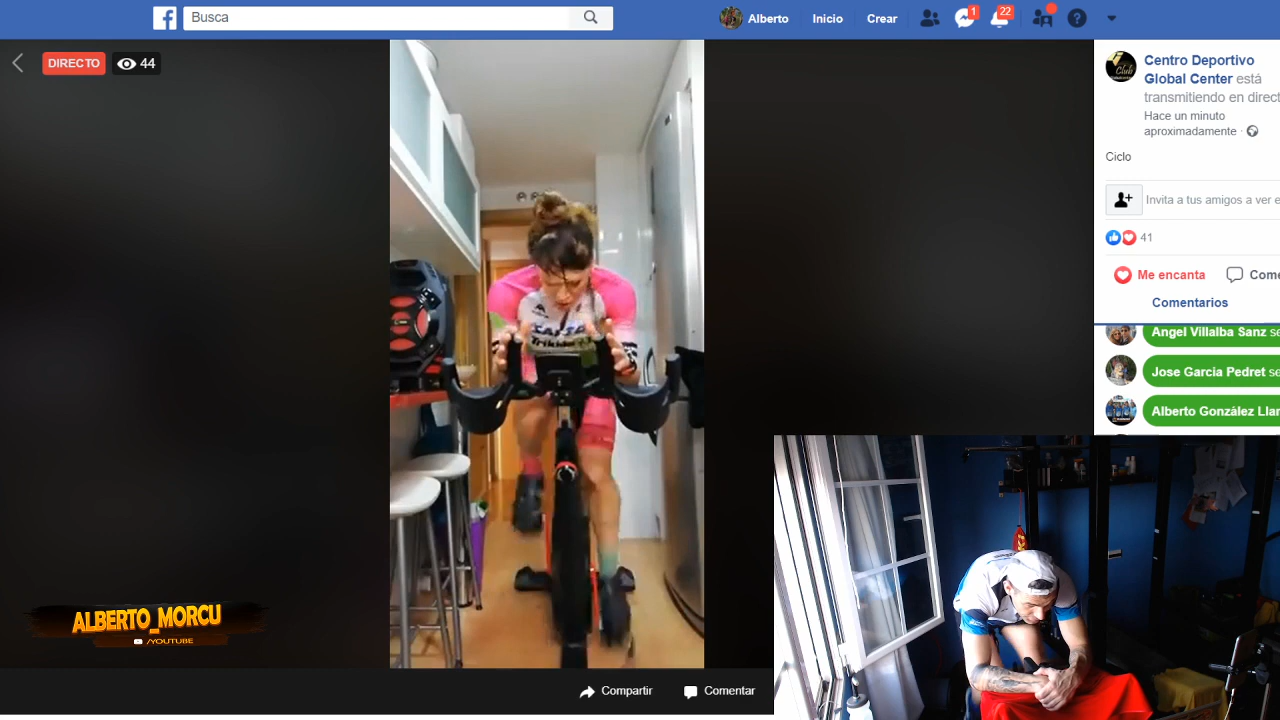 Busca
Alberto
Inicio
Crear
1
22
DIRECTO
44
Centro Deportivo
Global Center está
transmitiendo en direct
Hace un minuto
aproximadamente ·
Ciclo
Invita a tus amigos a ver e
41
Me encanta
Come
Comentarios
Angel Villalba Sanz se
Jose Garcia Pedret se
Alberto González Llan
ALBERTO_MORCU
/YOUTUBE
Compartir
Comentar